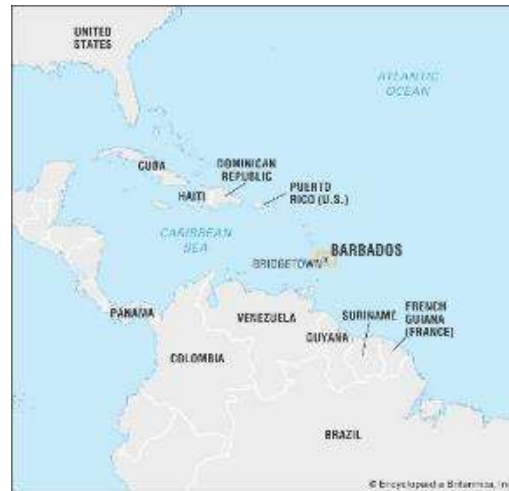 UNITED
STATES
ATLANTIC
OCEAN
CUBA
DOMINICAN
REPUBLIC
HAITI
PUERTO
RICO (U.S.)
CARIBBEAN
SEA
BARBADOS
BRIDGETOWN
PANAMA
VENEZUELA
SURINAME
FRENCH
GUIANA
(FRANCE)
GUYANA
COLOMBIA
BRAZIL
© Encyclopædia Britannica, Inc